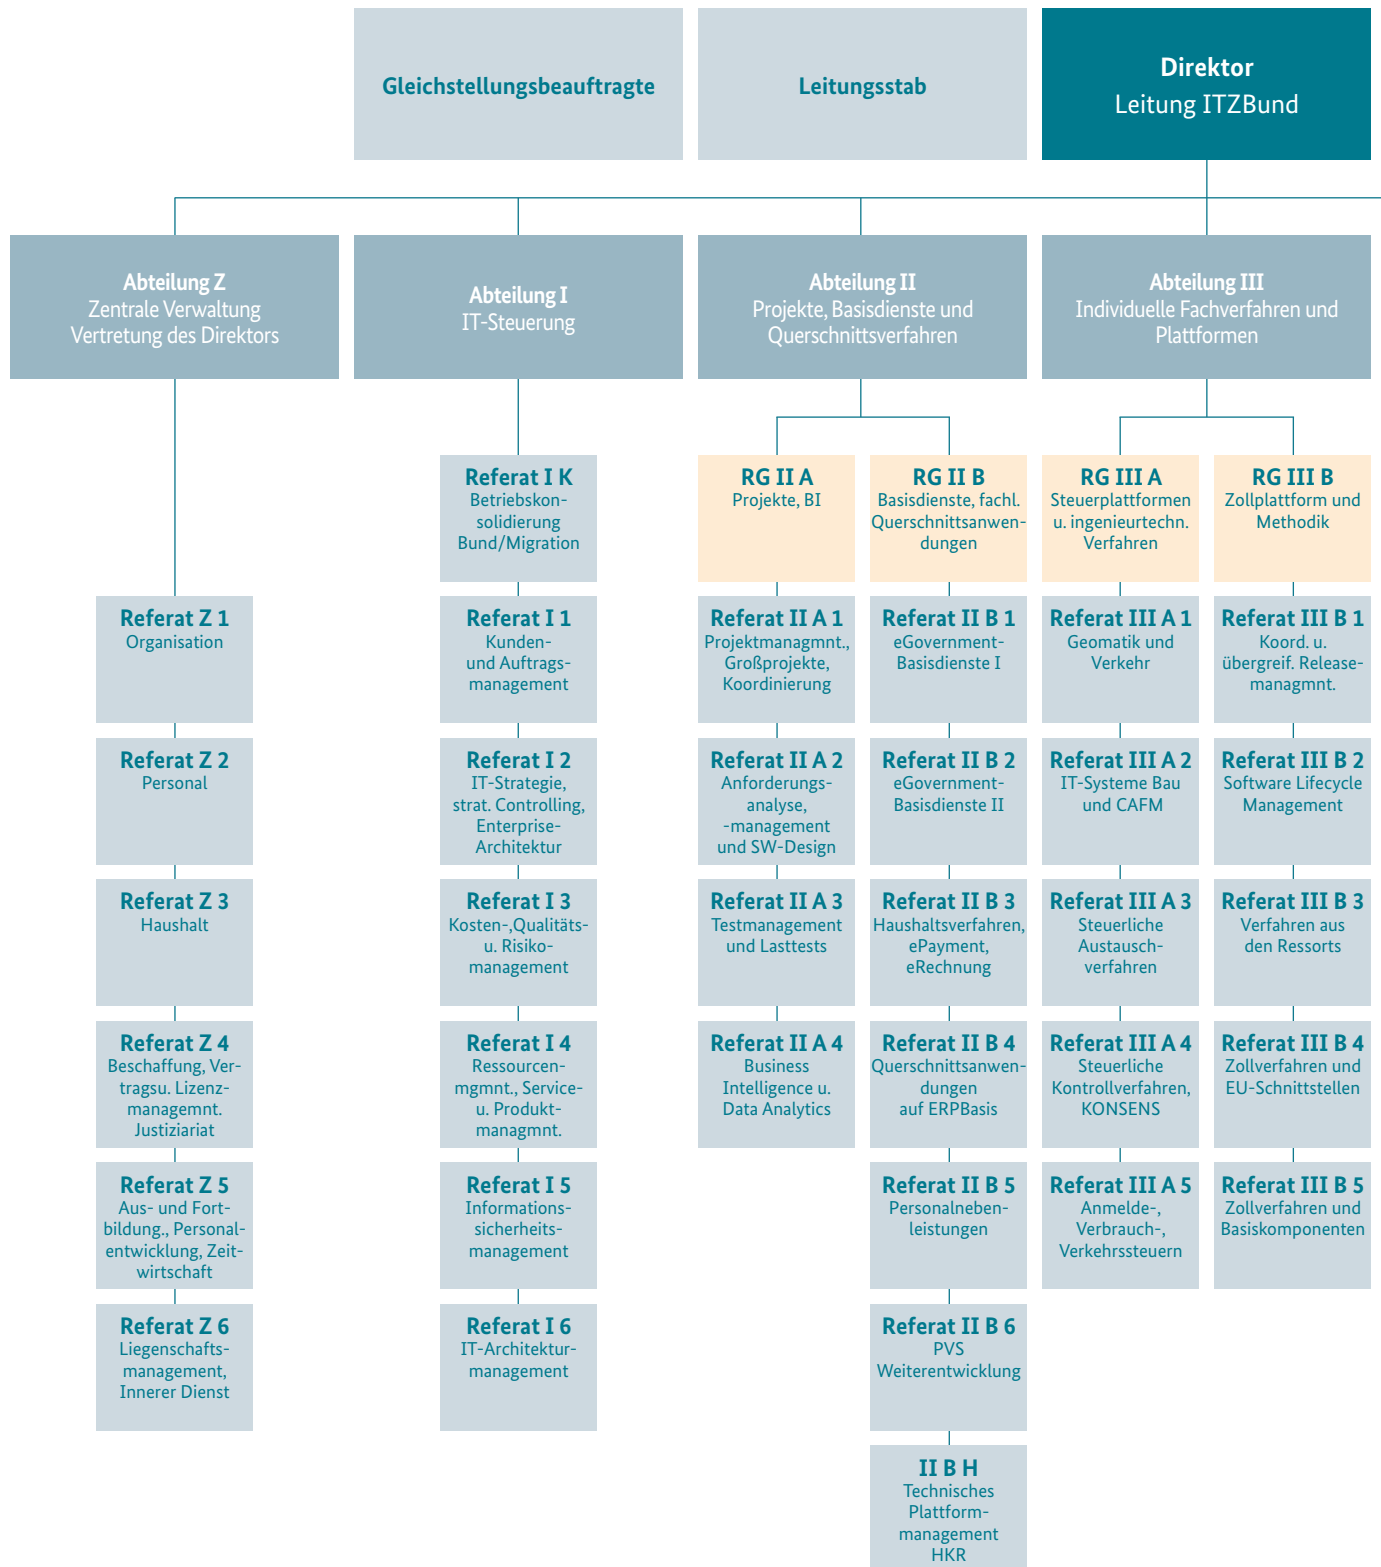 Gleichstellungsbeauftragte
Leitungsstab
Direktor
Leitung ITZBund
Abteilung Z
Zentrale Verwaltung
Vertretung des Direktors
Abteilung I
IT-Steuerung
Abteilung II
Projekte, Basisdienste und
Querschnittsverfahren
Abteilung III
Individuelle Fachverfahren und
Plattformen
Referat I K
Betriebskon-
solidierung
Bund/Migration
RG II A
Projekte, BI
RG II B
Basisdienste, fachl.
Querschnittsanwen-
dungen
RG III A
Steuerplattformen
u. ingenieurtechn.
Verfahren
RG III B
Zollplattform und
Methodik
Referat Z 1
Organisation
Referat I 1
Kunden-
und Auftrags-
management
Referat II A 1
Projektmanagmnt.,
Großprojekte,
Koordinierung
Referat II B 1
eGovernment-
Basisdienste I
Referat III A 1
Geomatik und
Verkehr
Referat III B 1
Koord. u.
übergreif. Release-
managmnt.
Referat Z 2
Personal
Referat I 2
IT-Strategie,
strat. Controlling,
Enterprise-
Architektur
Referat II A 2
Anforderungs-
analyse,
-management
und SW-Design
Referat II B 2
eGovernment-
Basisdienste II
Referat III A 2
IT-Systeme Bau
und CAFM
Referat III B 2
Software Lifecycle
Management
Referat Z 3
Haushalt
Referat I 3
Kosten-,Qualitäts-
u. Risiko-
management
Referat II A 3
Testmanagement
und Lasttests
Referat II B 3
Haushaltsverfahren,
ePayment,
eRechnung
Referat III A 3
Steuerliche
Austausch-
verfahren
Referat III B 3
Verfahren aus
den Ressorts
Referat Z 4
Beschaffung, Ver-
tragsu. Lizenz-
managemnt.
Justiziariat
Referat I 4
Ressourcen-
mgmnt., Service-
u. Produkt-
managmnt.
Referat II A 4
Business
Intelligence u.
Data Analytics
Referat II B 4
Querschnittsanwen-
dungen
auf ERPBasis
Referat III A 4
Steuerliche
Kontrollverfahren,
KONSENS
Referat III B 4
Zollverfahren und
EU-Schnittstellen
Referat Z 5
Aus- und Fort-
bildung., Personal-
entwicklung, Zeit-
wirtschaft
Referat I 5
Informations-
sicherheits-
management
Referat II B 5
Personalneben-
leistungen
Referat III A 5
Anmelde-,
Verbrauch-,
Verkehrssteuern
Referat III B 5
Zollverfahren und
Basiskomponenten
Referat Z 6
Liegenschafts-
management,
Innerer Dienst
Referat I 6
IT-Architektur-
management
Referat II B 6
PVS
Weiterentwicklung
II B H
Technisches
Plattform-
management
HKR